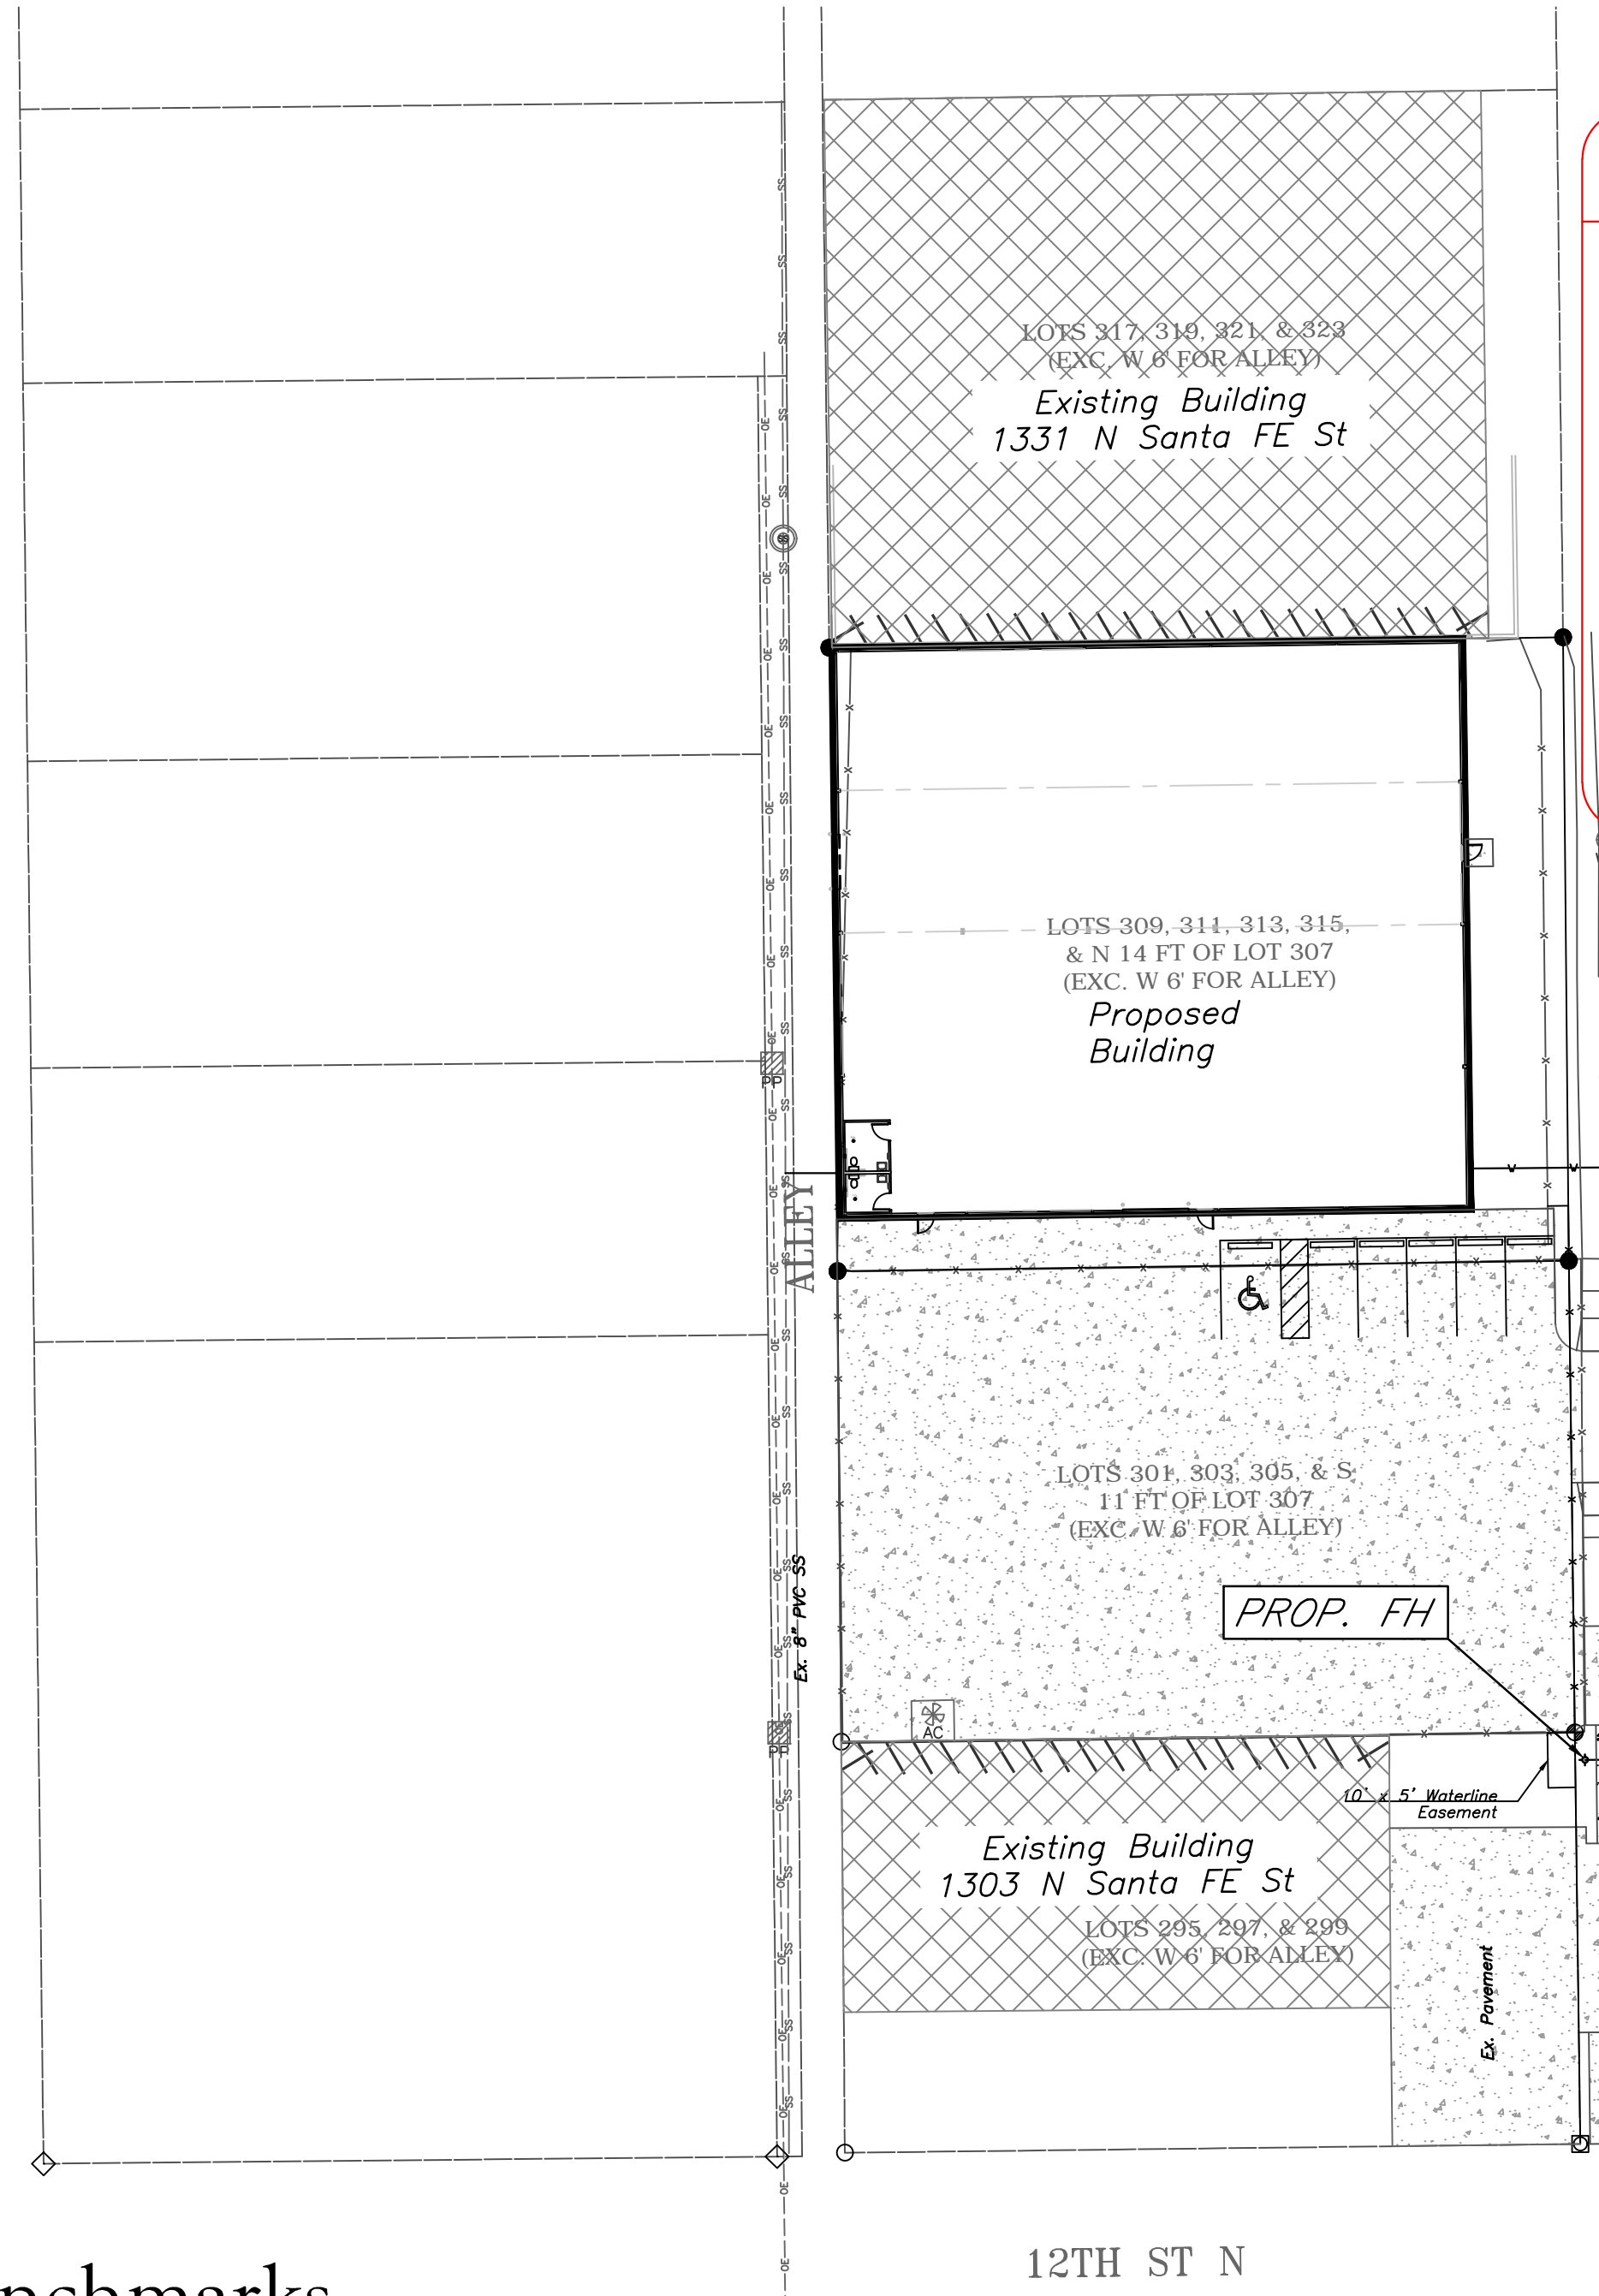 LOTS 317, 319, 321, & 323
(EXC. W 6' FOR ALLEY)
Existing Building
1331 N Santa FE St
LOTS 309, 311, 313, 315,
& N 14 FT OF LOT 307
(EXC. W 6' FOR ALLEY)
Proposed
Building
PP
ALLEY
LOTS 301, 303, 305, & S
11 FT OF LOT 307
(EXC. W 6' FOR ALLEY)
Ex. 8" PVC SS
PROP. FH
AC
PP
10' x 5' Waterline
Easement
Existing Building
1303 N Santa FE St
LOTS 295, 297, & 299
(EXC. W 6' FOR ALLEY)
Ex. Pavement
12TH ST N